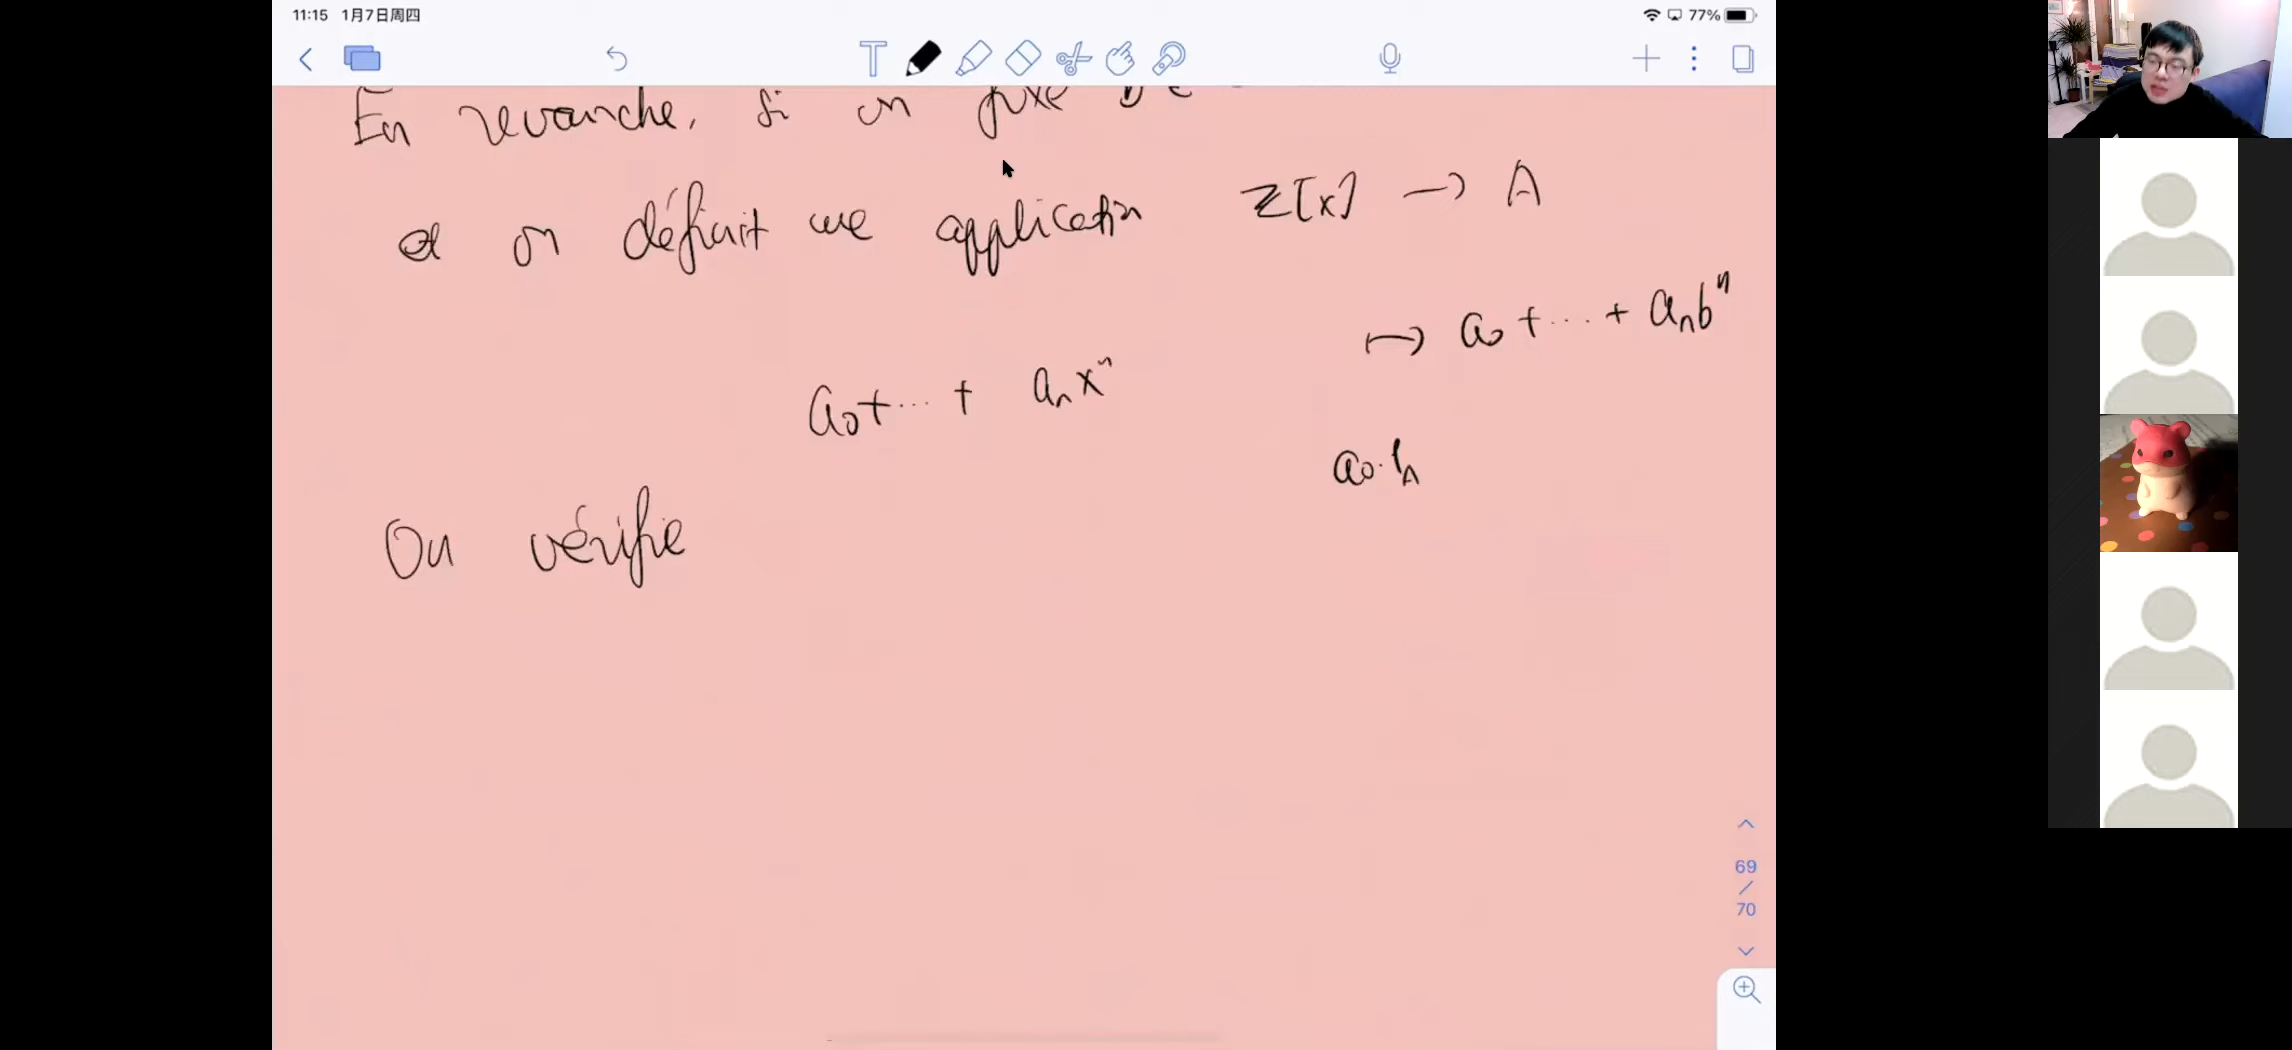 11:15 1月7日周四
77%
En revanche, si on fixe b ∈
et on définit une application Z[x] → A
↦ a₀ + ... + aₙbⁿ
a₀ + ... + aₙxⁿ
a₀·1_A
On vérifie
69
/
70